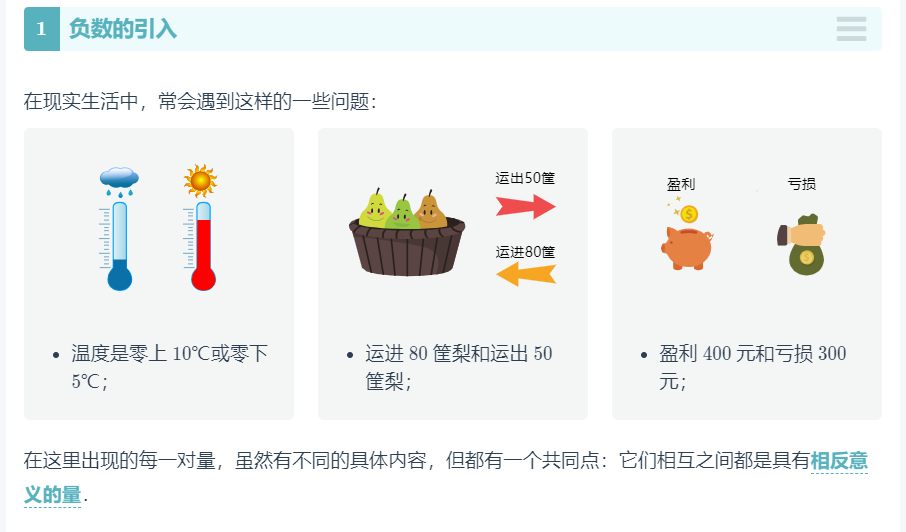 1 负数的引入
在现实生活中，常会遇到这样的一些问题：
运出50筐
运进80筐
盈利 亏损
• 温度是零上 10℃或零下
5℃；
• 运进 80 筐梨和运出 50
筐梨；
• 盈利 400 元和亏损 300
元；
在这里出现的每一对量，虽然有不同的具体内容，但都有一个共同点：它们相互之间都是具有相反意
义的量．